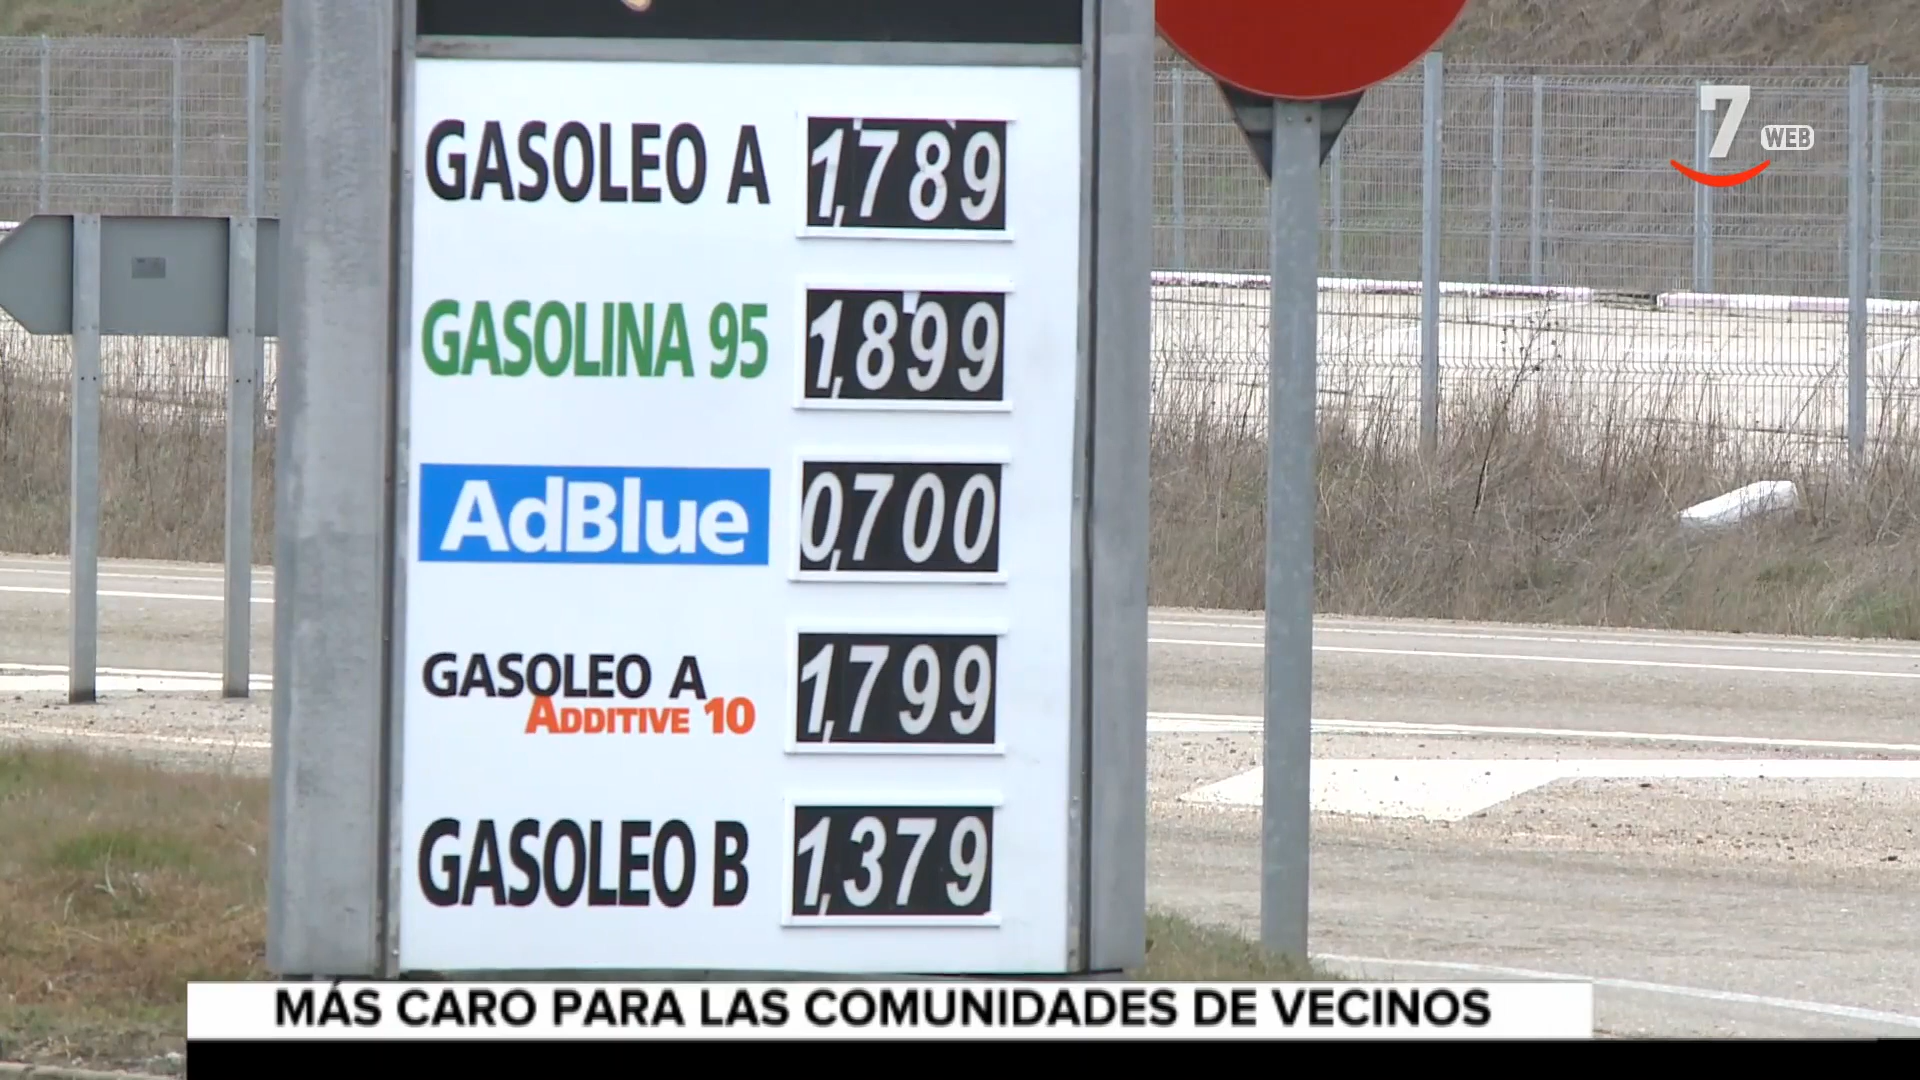 GASOLEO A 1,789
GASOLINA 95 1,899
AdBlue 0,700
GASOLEO A 1,799
ADDITIVE 10
GASOLEO B 1,379
7 WEB
MÁS CARO PARA LAS COMUNIDADES DE VECINOS